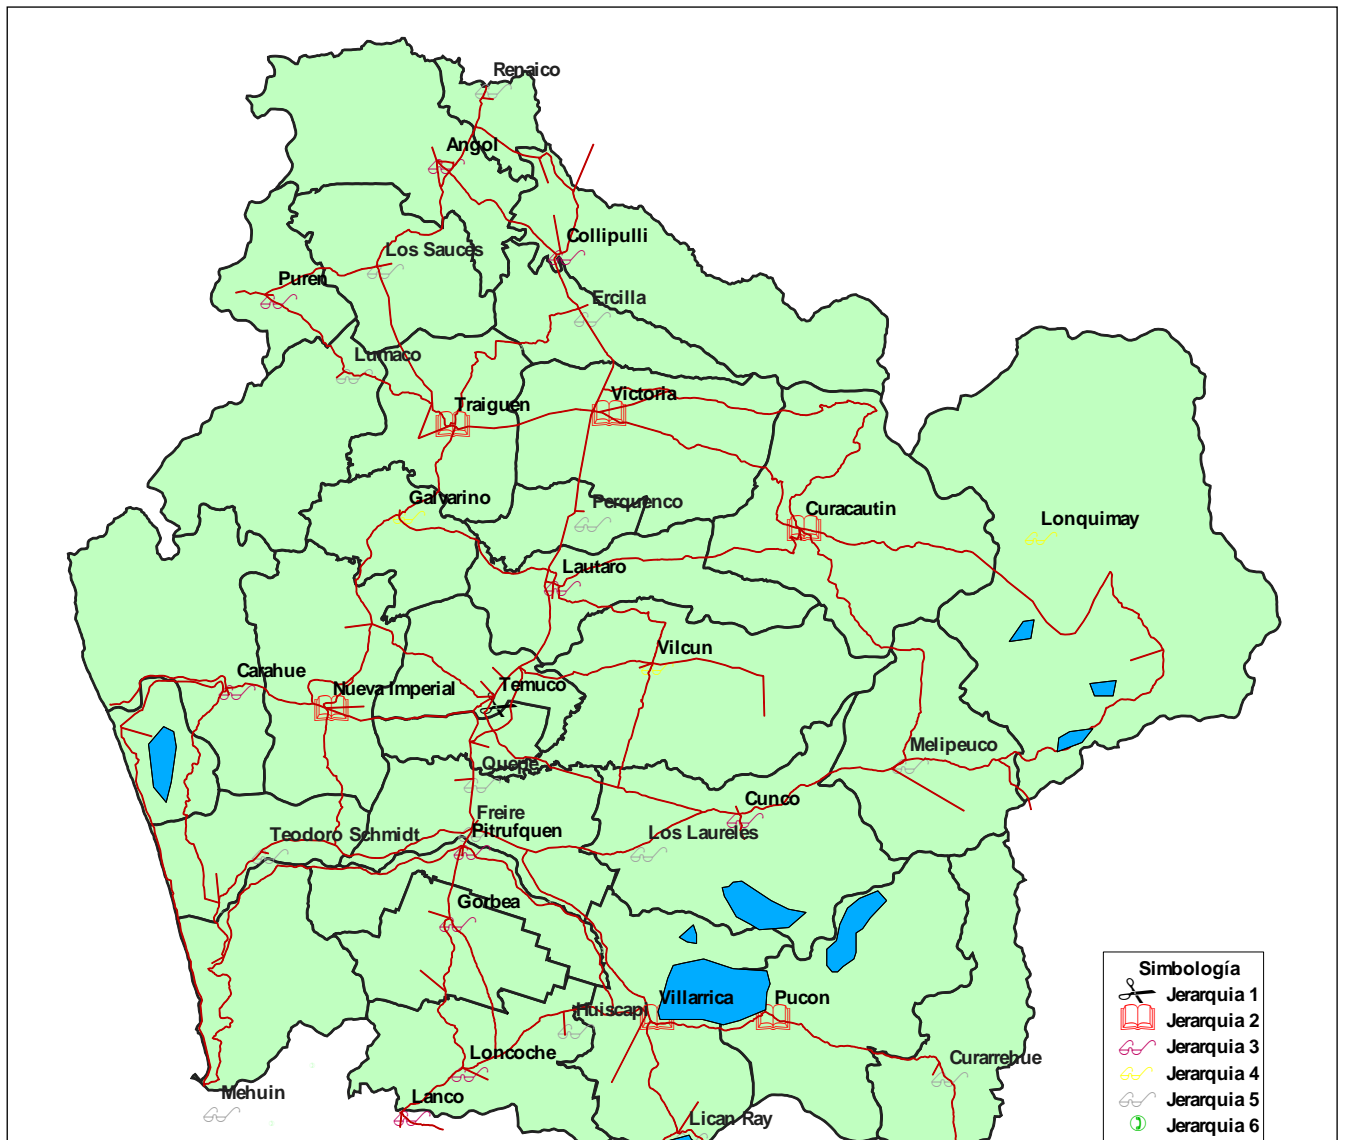 Renaico
Angol
Collipulli
Los Sauces
Puren
Ercilla
Lumaco
Victoria
Traiguen
Galvarino
Perquenco
Curacautin
Lonquimay
Lautaro
Vilcun
Carahue
Nueva Imperial
Temuco
Melipeuco
Quepe
Cunco
Freire
Teodoro Schmidt
Pitrufquen
Los Laureles
Gorbea
Villarrica
Pucon
Huiscapi
Loncoche
Curarrehue
Mehuin
Lanco
Lican Ray
Simbología
Jerarquia 1
Jerarquia 2
Jerarquia 3
Jerarquia 4
Jerarquia 5
Jerarquia 6